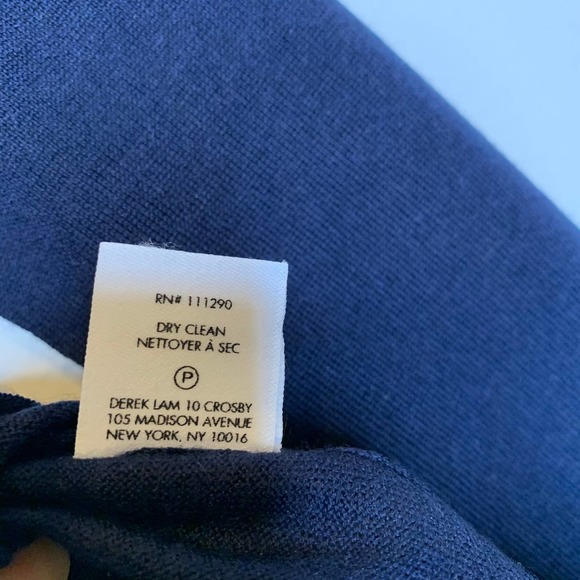 RN# 111290
DRY CLEAN
NETTOYER À SEC
P
DEREK LAM 10 CROSBY
105 MADISON AVENUE
NEW YORK, NY 10016